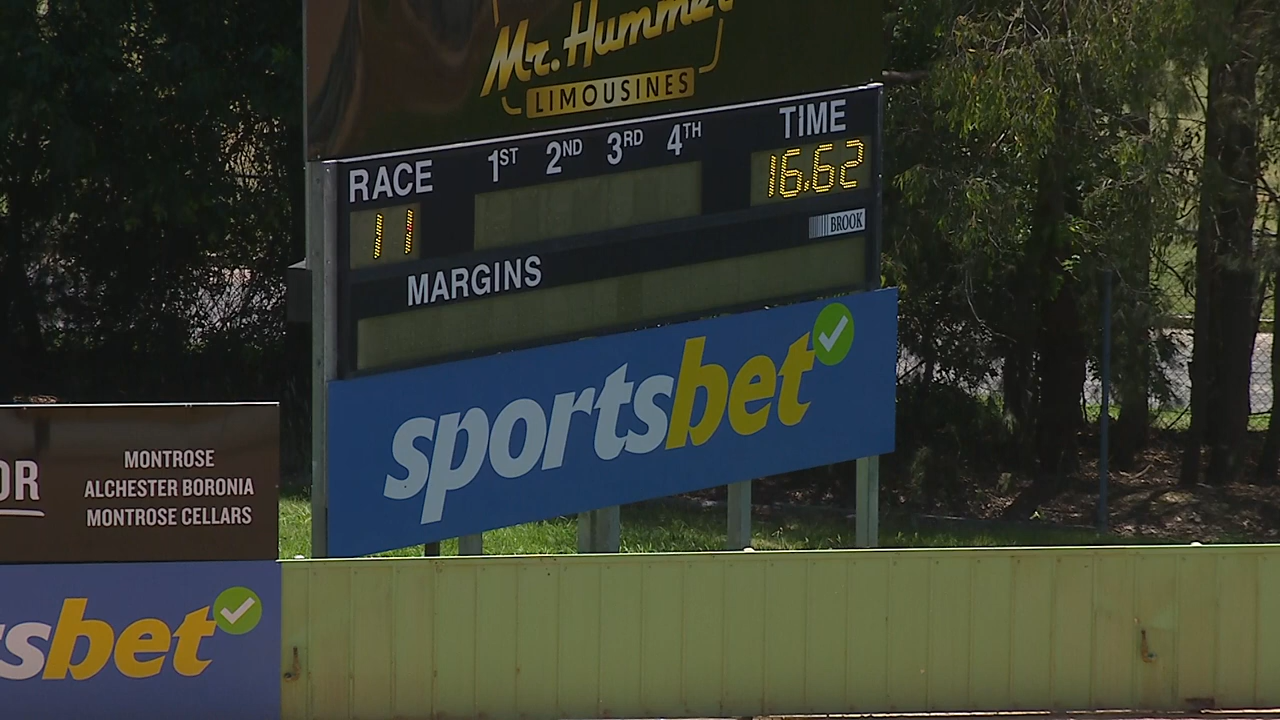 Mr. Hummer
LIMOUSINES
RACE 1ST 2ND 3RD 4TH TIME
11 16.62
BROOK
MARGINS
sportsbet
OR
MONTROSE
ALCHESTER BORONIA
MONTROSE CELLARS
tsbet